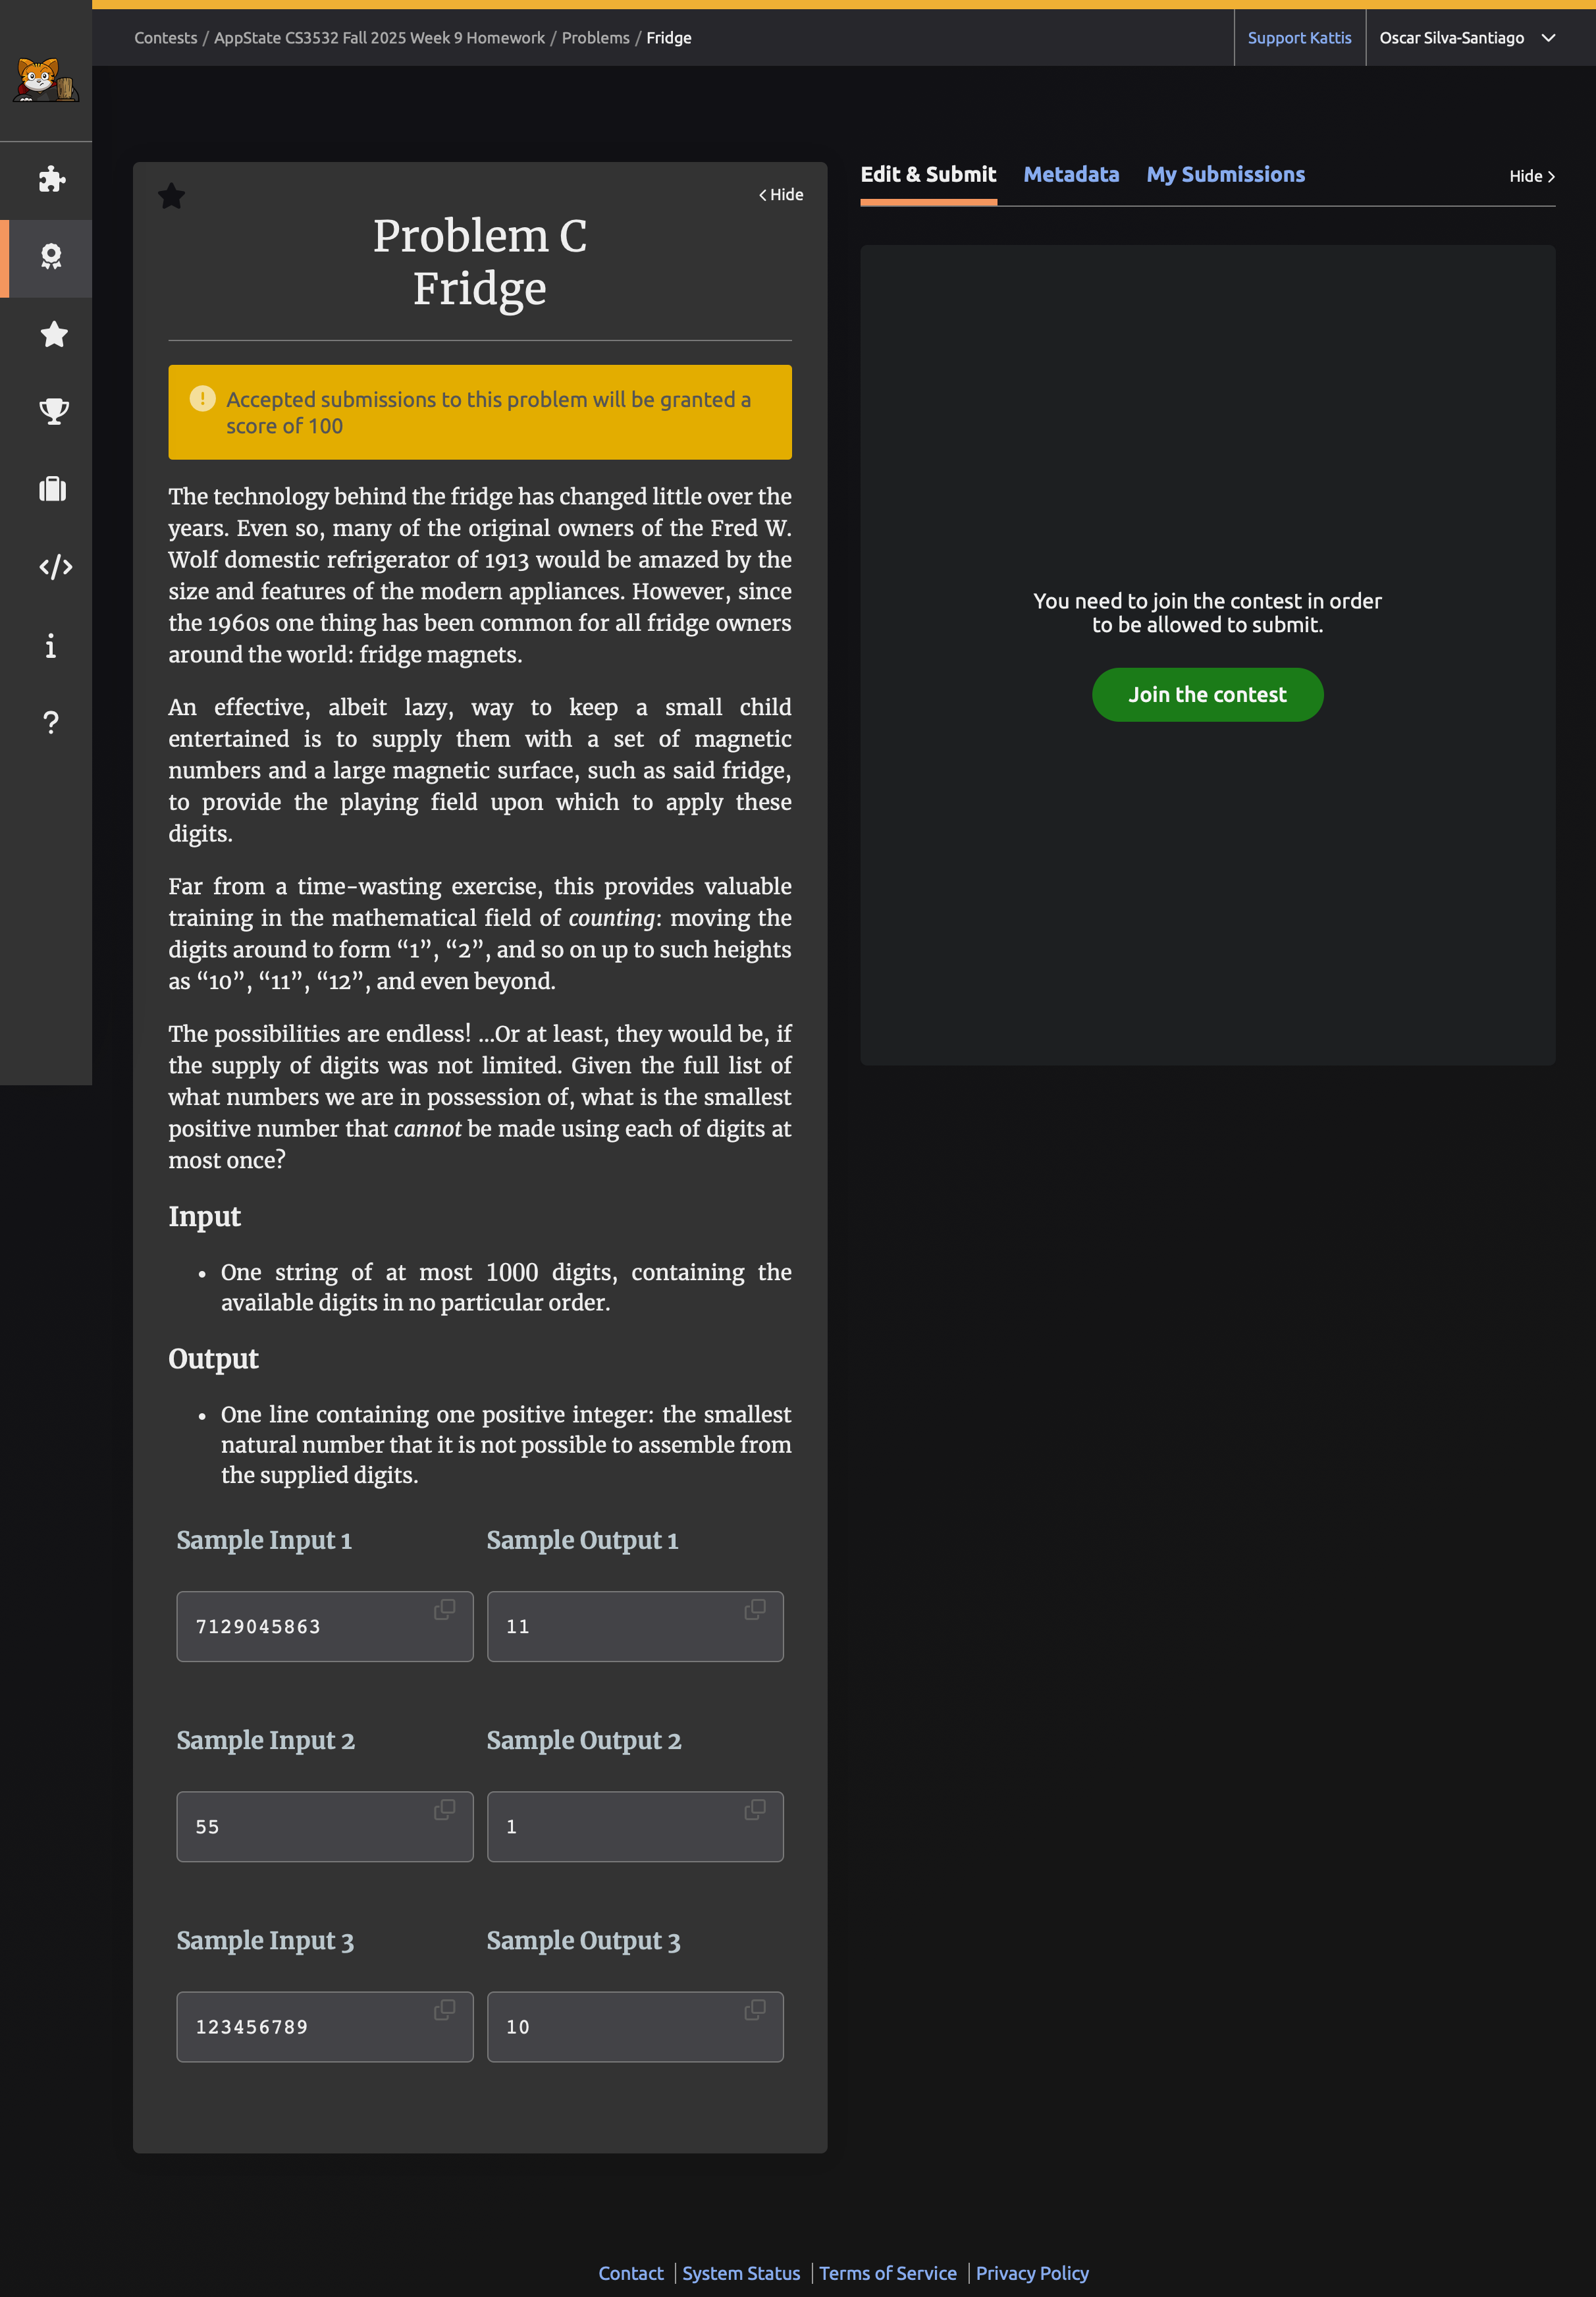 Contests / AppState CS3532 Fall 2025 Week 9 Homework / Problems / Fridge
Support Kattis
Oscar Silva-Santiago
Hide
Problem C
Fridge
! Accepted submissions to this problem will be granted a
score of 100
The technology behind the fridge has changed little over the
years. Even so, many of the original owners of the Fred W.
Wolf domestic refrigerator of 1913 would be amazed by the
size and features of the modern appliances. However, since
the 1960s one thing has been common for all fridge owners
around the world: fridge magnets.
An effective, albeit lazy, way to keep a small child
entertained is to supply them with a set of magnetic
numbers and a large magnetic surface, such as said fridge,
to provide the playing field upon which to apply these
digits.
Far from a time-wasting exercise, this provides valuable
training in the mathematical field of counting: moving the
digits around to form “1”, “2”, and so on up to such heights
as “10”, “11”, “12”, and even beyond.
The possibilities are endless! ...Or at least, they would be, if
the supply of digits was not limited. Given the full list of
what numbers we are in possession of, what is the smallest
positive number that cannot be made using each of digits at
most once?
Input
• One string of at most 1000 digits, containing the
available digits in no particular order.
Output
• One line containing one positive integer: the smallest
natural number that it is not possible to assemble from
the supplied digits.
Sample Input 1
Sample Output 1
7129045863
11
Sample Input 2
Sample Output 2
55
1
Sample Input 3
Sample Output 3
123456789
10
Edit & Submit
Metadata
My Submissions
Hide
You need to join the contest in order
to be allowed to submit.
Join the contest
Contact | System Status | Terms of Service | Privacy Policy